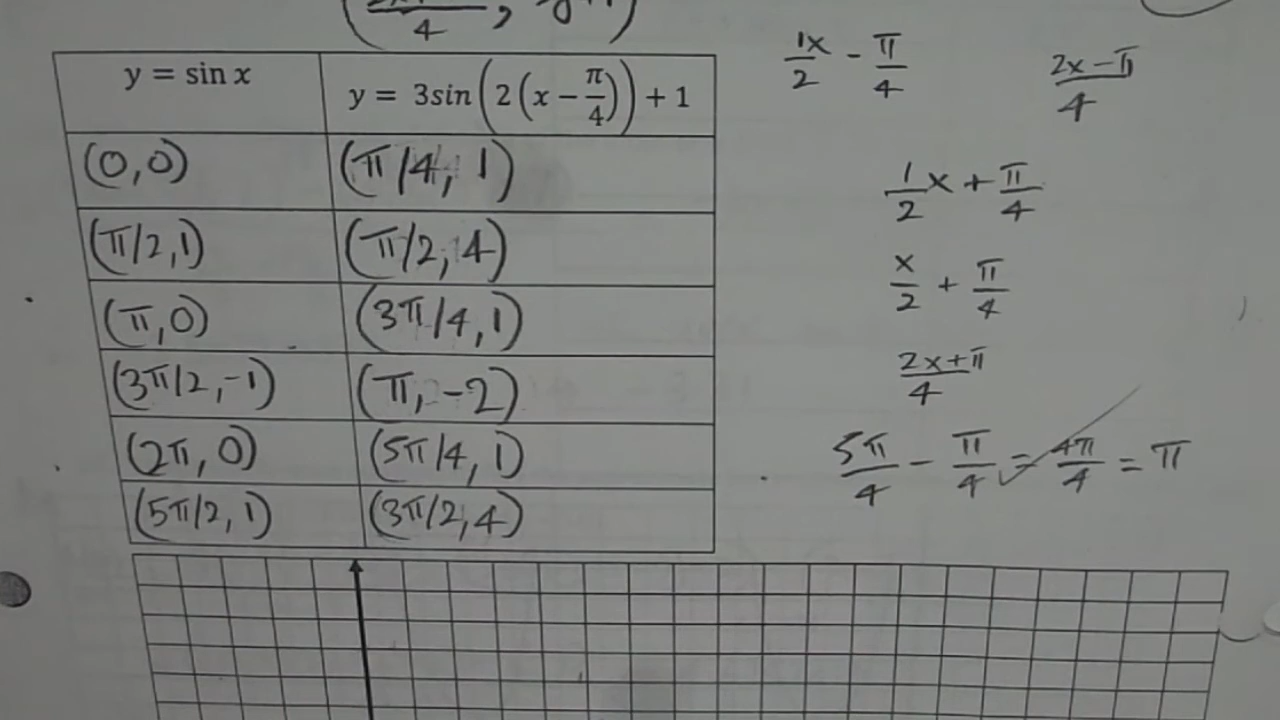 4
y = sin x
y = 3sin(2(x − π/4)) + 1
(0,0)
(π/4, 1)
(π/2,1)
(π/2, 4)
(π,0)
(3π/4,1)
(3π/2,-1)
(π,-2)
(2π,0)
(5π/4, 1)
(5π/2,1)
(3π/2,4)
1x/2 - π/4
2x-π/4
1/2 x + π/4
x/2 + π/4
2x+π/4
5π/4 - π/4 = 4π/4 = π